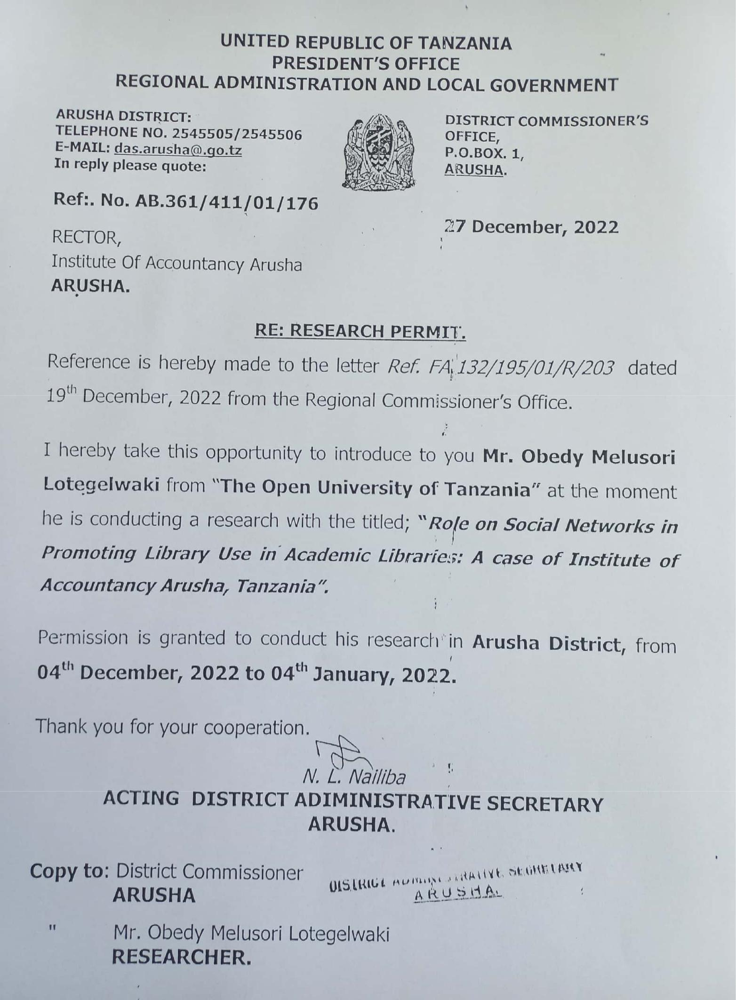 UNITED REPUBLIC OF TANZANIA
PRESIDENT'S OFFICE
REGIONAL ADMINISTRATION AND LOCAL GOVERNMENT
ARUSHA DISTRICT:
TELEPHONE NO. 2545505/2545506
E-MAIL: das.arusha@.go.tz
In reply please quote:
DISTRICT COMMISSIONER'S
OFFICE,
P.O.BOX. 1,
ARUSHA.
Ref:. No. AB.361/411/01/176
27 December, 2022
RECTOR,
Institute Of Accountancy Arusha
ARUSHA.
RE: RESEARCH PERMIT.
Reference is hereby made to the letter Ref. FA.132/195/01/R/203 dated
19th December, 2022 from the Regional Commissioner's Office.
I hereby take this opportunity to introduce to you Mr. Obedy Melusori
Lotegelwaki from "The Open University of Tanzania" at the moment
he is conducting a research with the titled; "Role on Social Networks in
Promoting Library Use in Academic Libraries: A case of Institute of
Accountancy Arusha, Tanzania".
Permission is granted to conduct his research in Arusha District, from
04th December, 2022 to 04th January, 2022.
Thank you for your cooperation.
N. L. Nailiba
ACTING DISTRICT ADIMINISTRATIVE SECRETARY
ARUSHA.
Copy to: District Commissioner
ARUSHA
DISTRICT ADMINISTRATIVE SECRETARY
ARUSHA.
" Mr. Obedy Melusori Lotegelwaki
RESEARCHER.